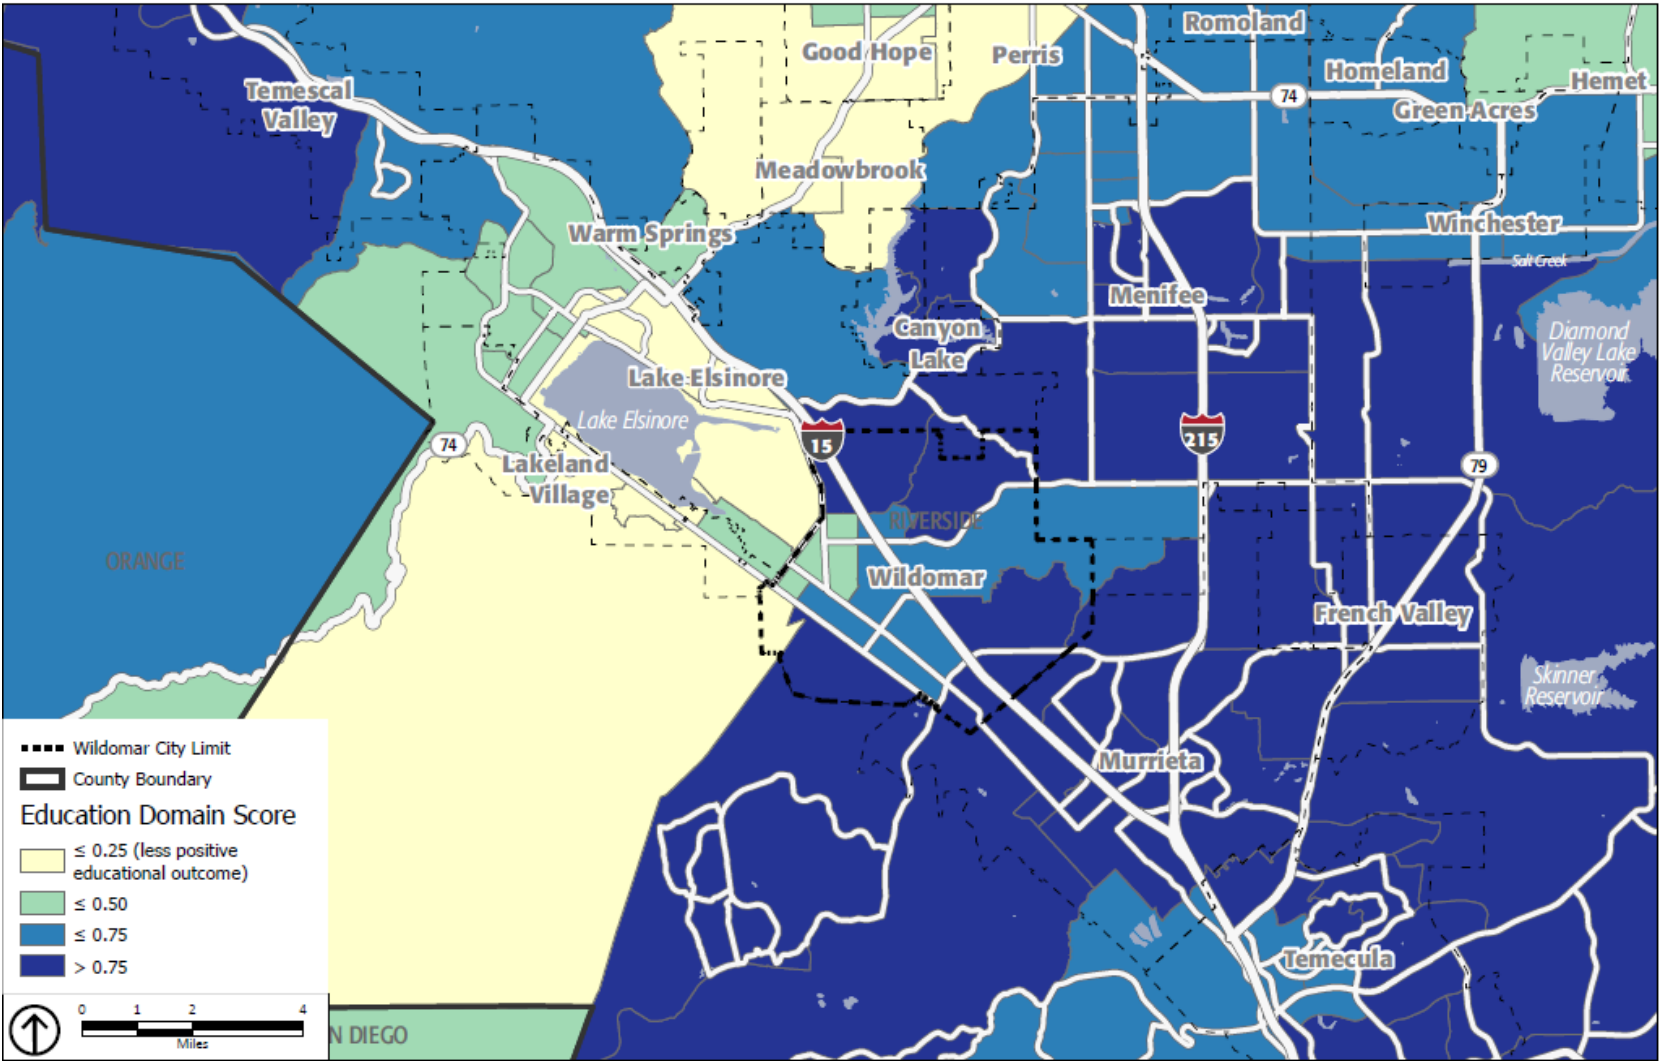 Romoland
Good Hope
Perris
Homeland
Hemet
Temescal
Valley
74
Green Acres
Meadowbrook
Warm Springs
Winchester
Salt Creek
Menifee
Canyon
Lake
Diamond
Valley Lake
Reservoir
Lake Elsinore
Lake Elsinore
15
215
74
79
Lakeland
Village
RIVERSIDE
ORANGE
Wildomar
French Valley
Skinner
Reservoir
Murrieta
Temecula
Wildomar City Limit
County Boundary
Education Domain Score
≤ 0.25 (less positive
educational outcome)
≤ 0.50
≤ 0.75
> 0.75
0 1 2 4
Miles
N DIEGO